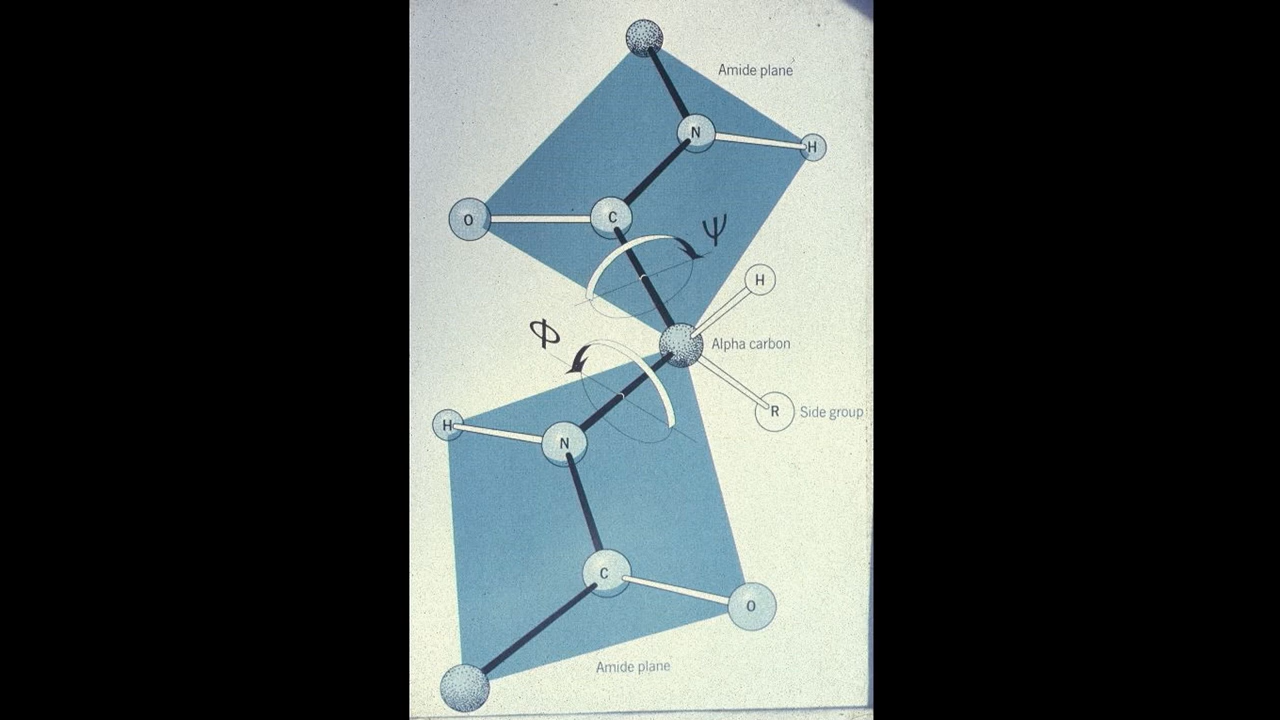 Amide plane
N
H
O
C
ψ
H
Φ
Alpha carbon
R
Side group
H
N
C
O
Amide plane